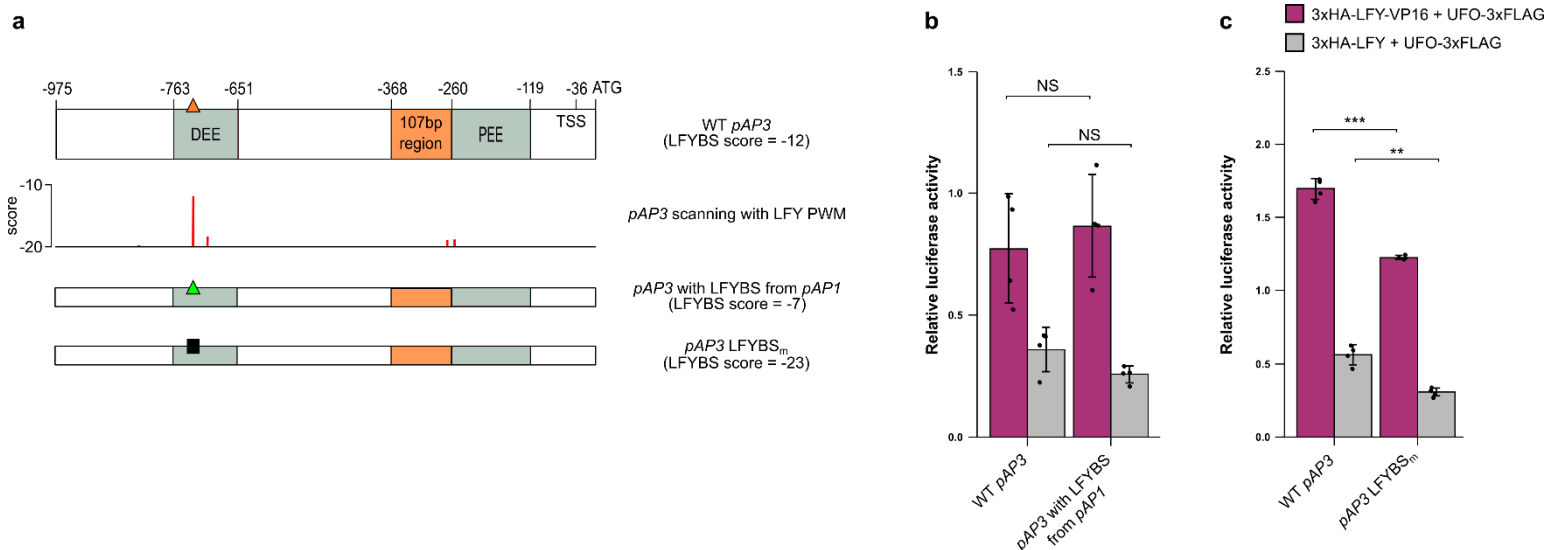 a
-975
-763
-651
-368
-260
-119
-36
ATG
DEE
107bp
region
PEE
TSS
WT pAP3
(LFYBS score = -12)
score
-10
-20
pAP3 scanning with LFY PWM
pAP3 with LFYBS from pAP1
(LFYBS score = -7)
pAP3 LFYBSm
(LFYBS score = -23)
b
Relative luciferase activity
1.5
1.0
0.5
0.0
NS
NS
WT pAP3
pAP3 with LFYBS
from pAP1
c
3xHA-LFY-VP16 + UFO-3xFLAG
3xHA-LFY + UFO-3xFLAG
Relative luciferase activity
2.5
2.0
1.5
1.0
0.5
0.0
***
**
WT pAP3
pAP3 LFYBSm